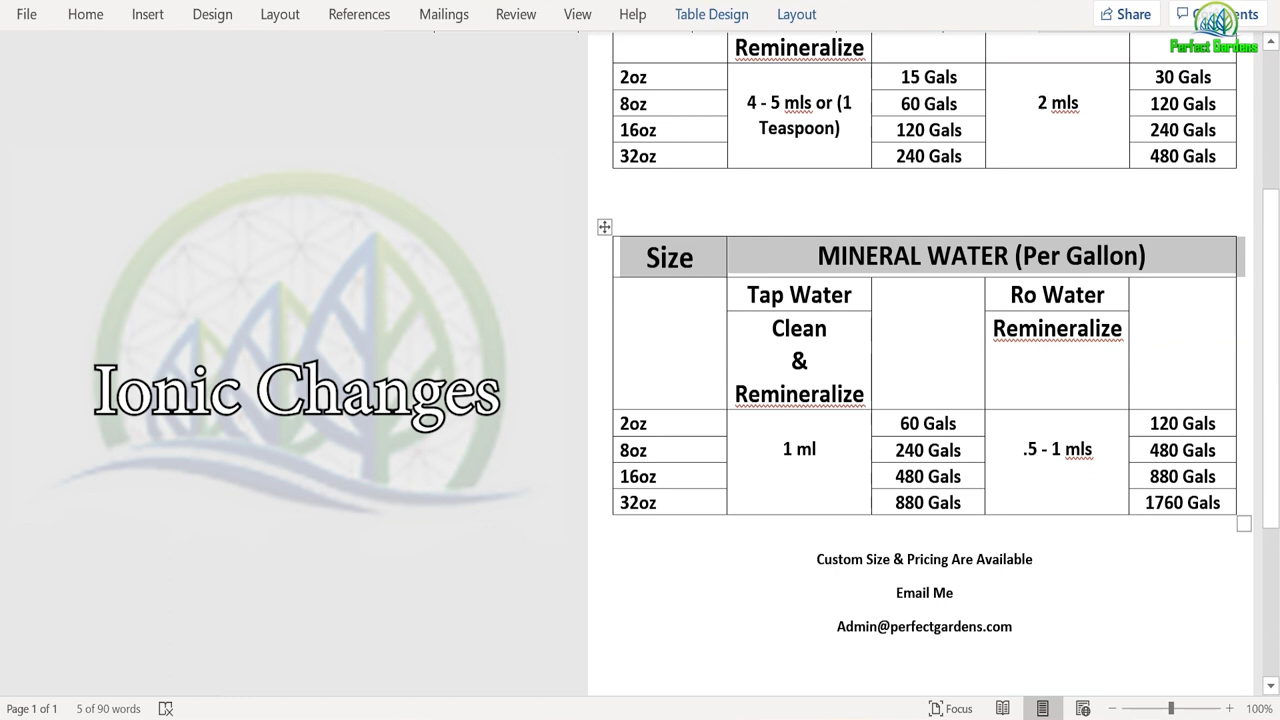 File Home Insert Design Layout References Mailings Review View Help Table Design Layout Share
Perfect Gardens
Remineralize
2oz 15 Gals 30 Gals
8oz 4 - 5 mls or (1 60 Gals 2 mls 120 Gals
Teaspoon)
16oz 120 Gals 240 Gals
32oz 240 Gals 480 Gals
Size MINERAL WATER (Per Gallon)
Tap Water Ro Water
Clean Remineralize
&
Remineralize
2oz 60 Gals 120 Gals
8oz 1 ml 240 Gals .5 - 1 mls 480 Gals
16oz 480 Gals 880 Gals
32oz 880 Gals 1760 Gals
Ionic Changes
Custom Size & Pricing Are Available
Email Me
Admin@perfectgardens.com
Page 1 of 1 5 of 90 words Focus 100%